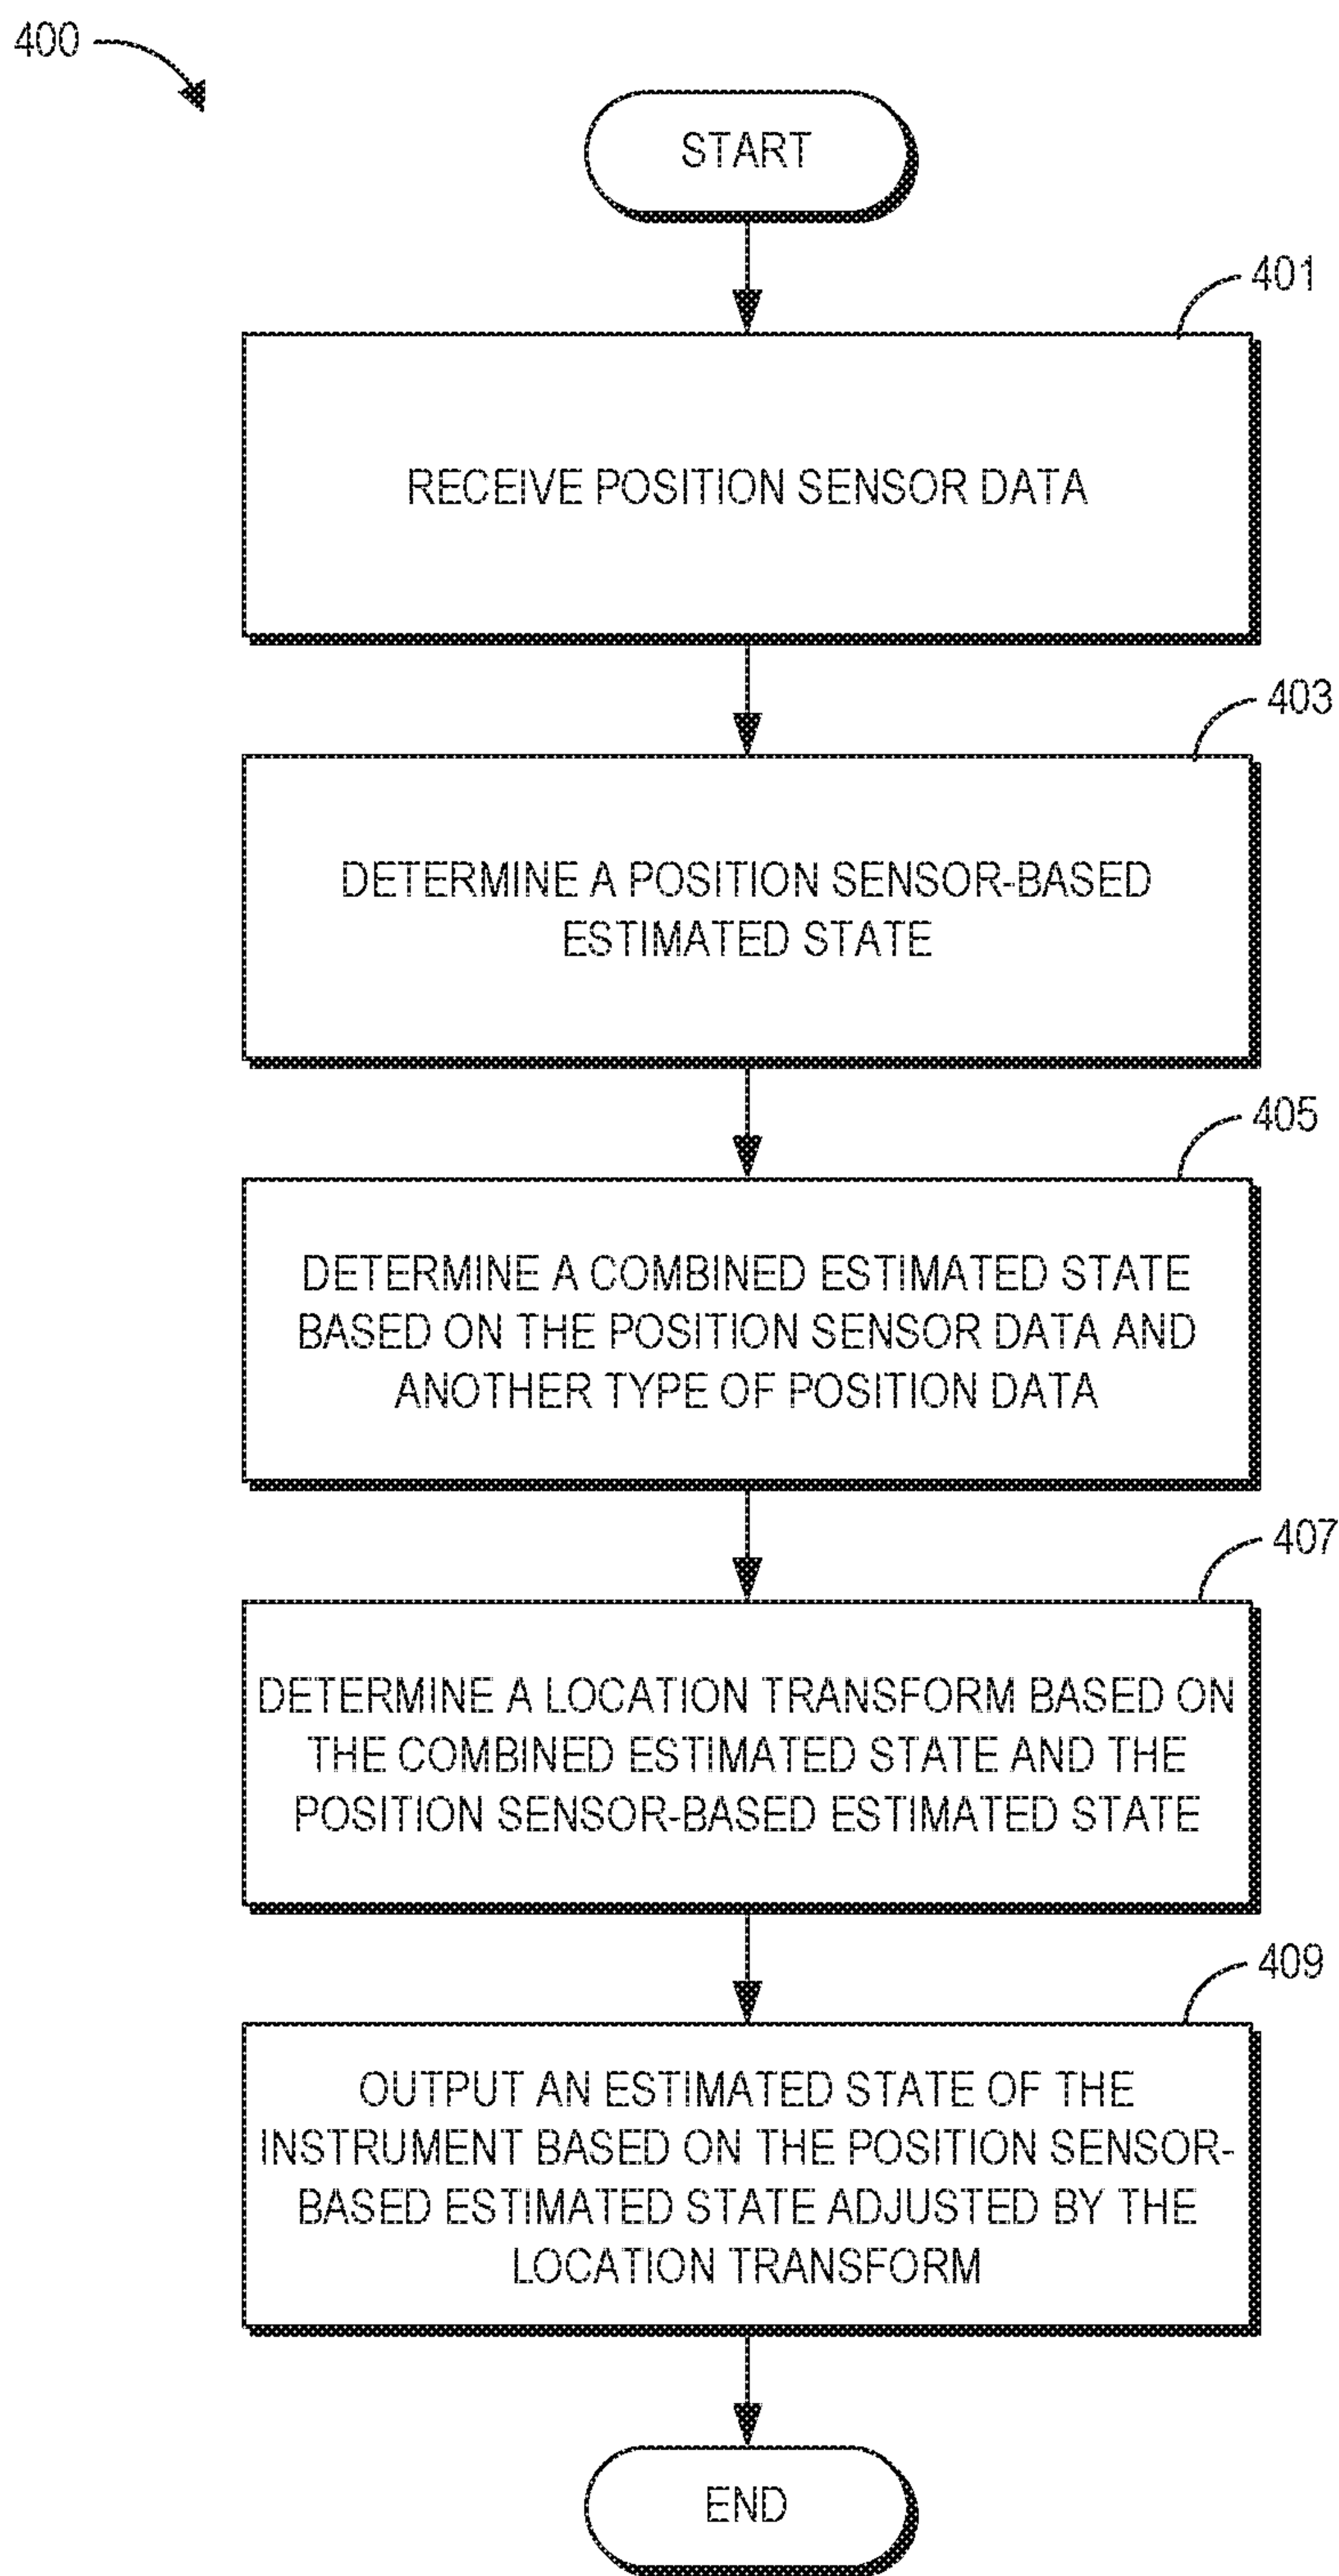 400
START
401
RECEIVE POSITION SENSOR DATA
403
DETERMINE A POSITION SENSOR-BASED
ESTIMATED STATE
405
DETERMINE A COMBINED ESTIMATED STATE
BASED ON THE POSITION SENSOR DATA AND
ANOTHER TYPE OF POSITION DATA
407
DETERMINE A LOCATION TRANSFORM BASED ON
THE COMBINED ESTIMATED STATE AND THE
POSITION SENSOR-BASED ESTIMATED STATE
409
OUTPUT AN ESTIMATED STATE OF THE
INSTRUMENT BASED ON THE POSITION SENSOR-
BASED ESTIMATED STATE ADJUSTED BY THE
LOCATION TRANSFORM
END